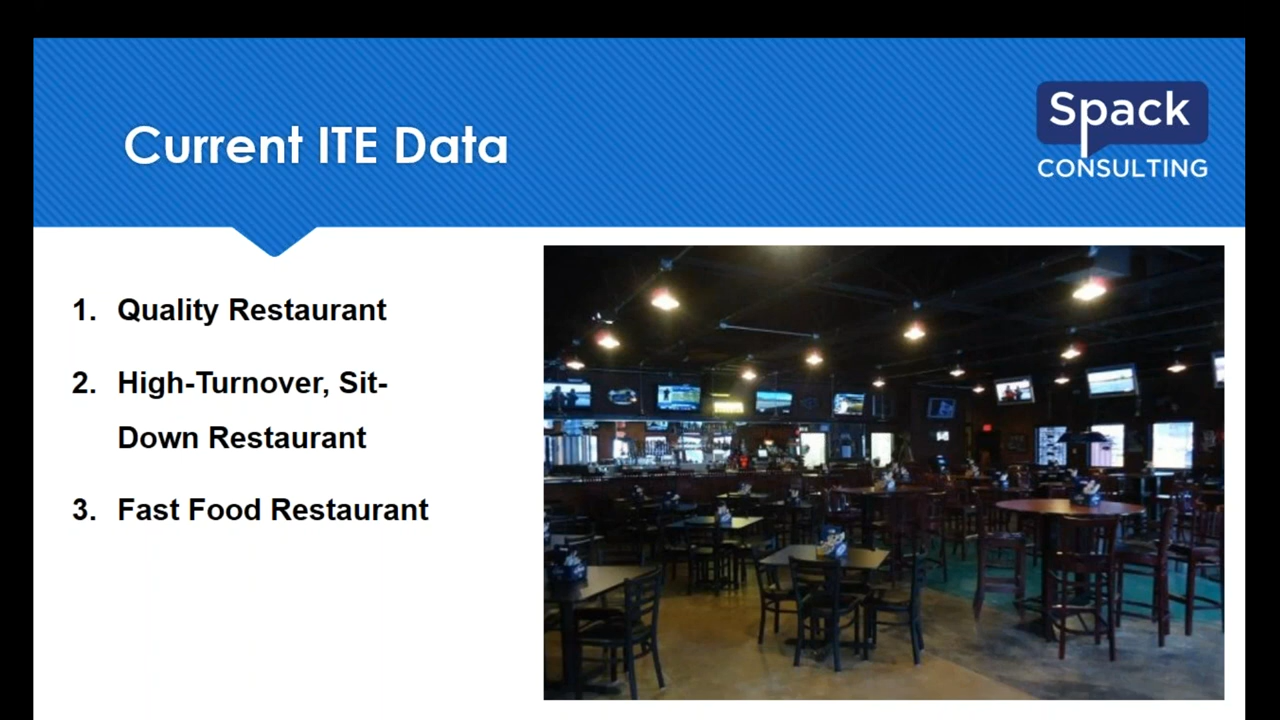 Current ITE Data
Spack
CONSULTING
1. Quality Restaurant
2. High-Turnover, Sit-
Down Restaurant
3. Fast Food Restaurant